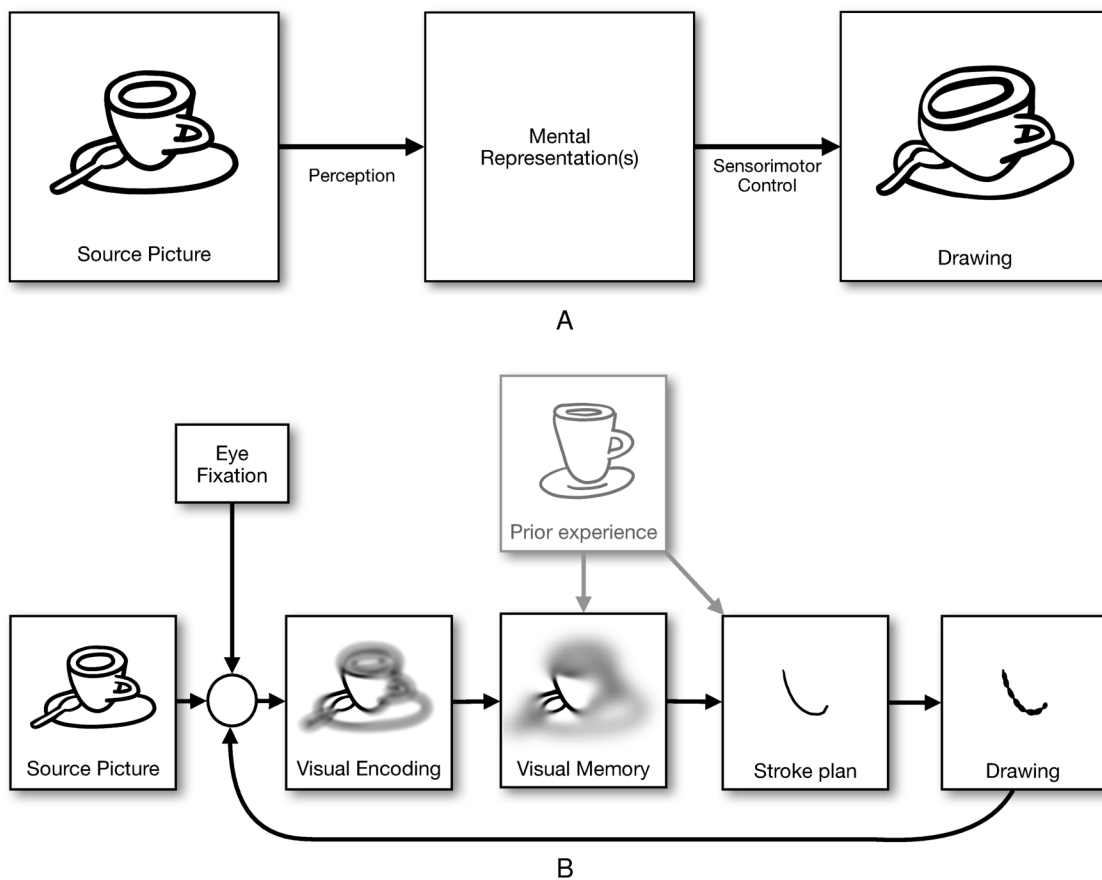 Source Picture
Perception
Mental
Representation(s)
Sensorimotor
Control
Drawing
A
Eye
Fixation
Prior experience
Source Picture
Visual Encoding
Visual Memory
Stroke plan
Drawing
B